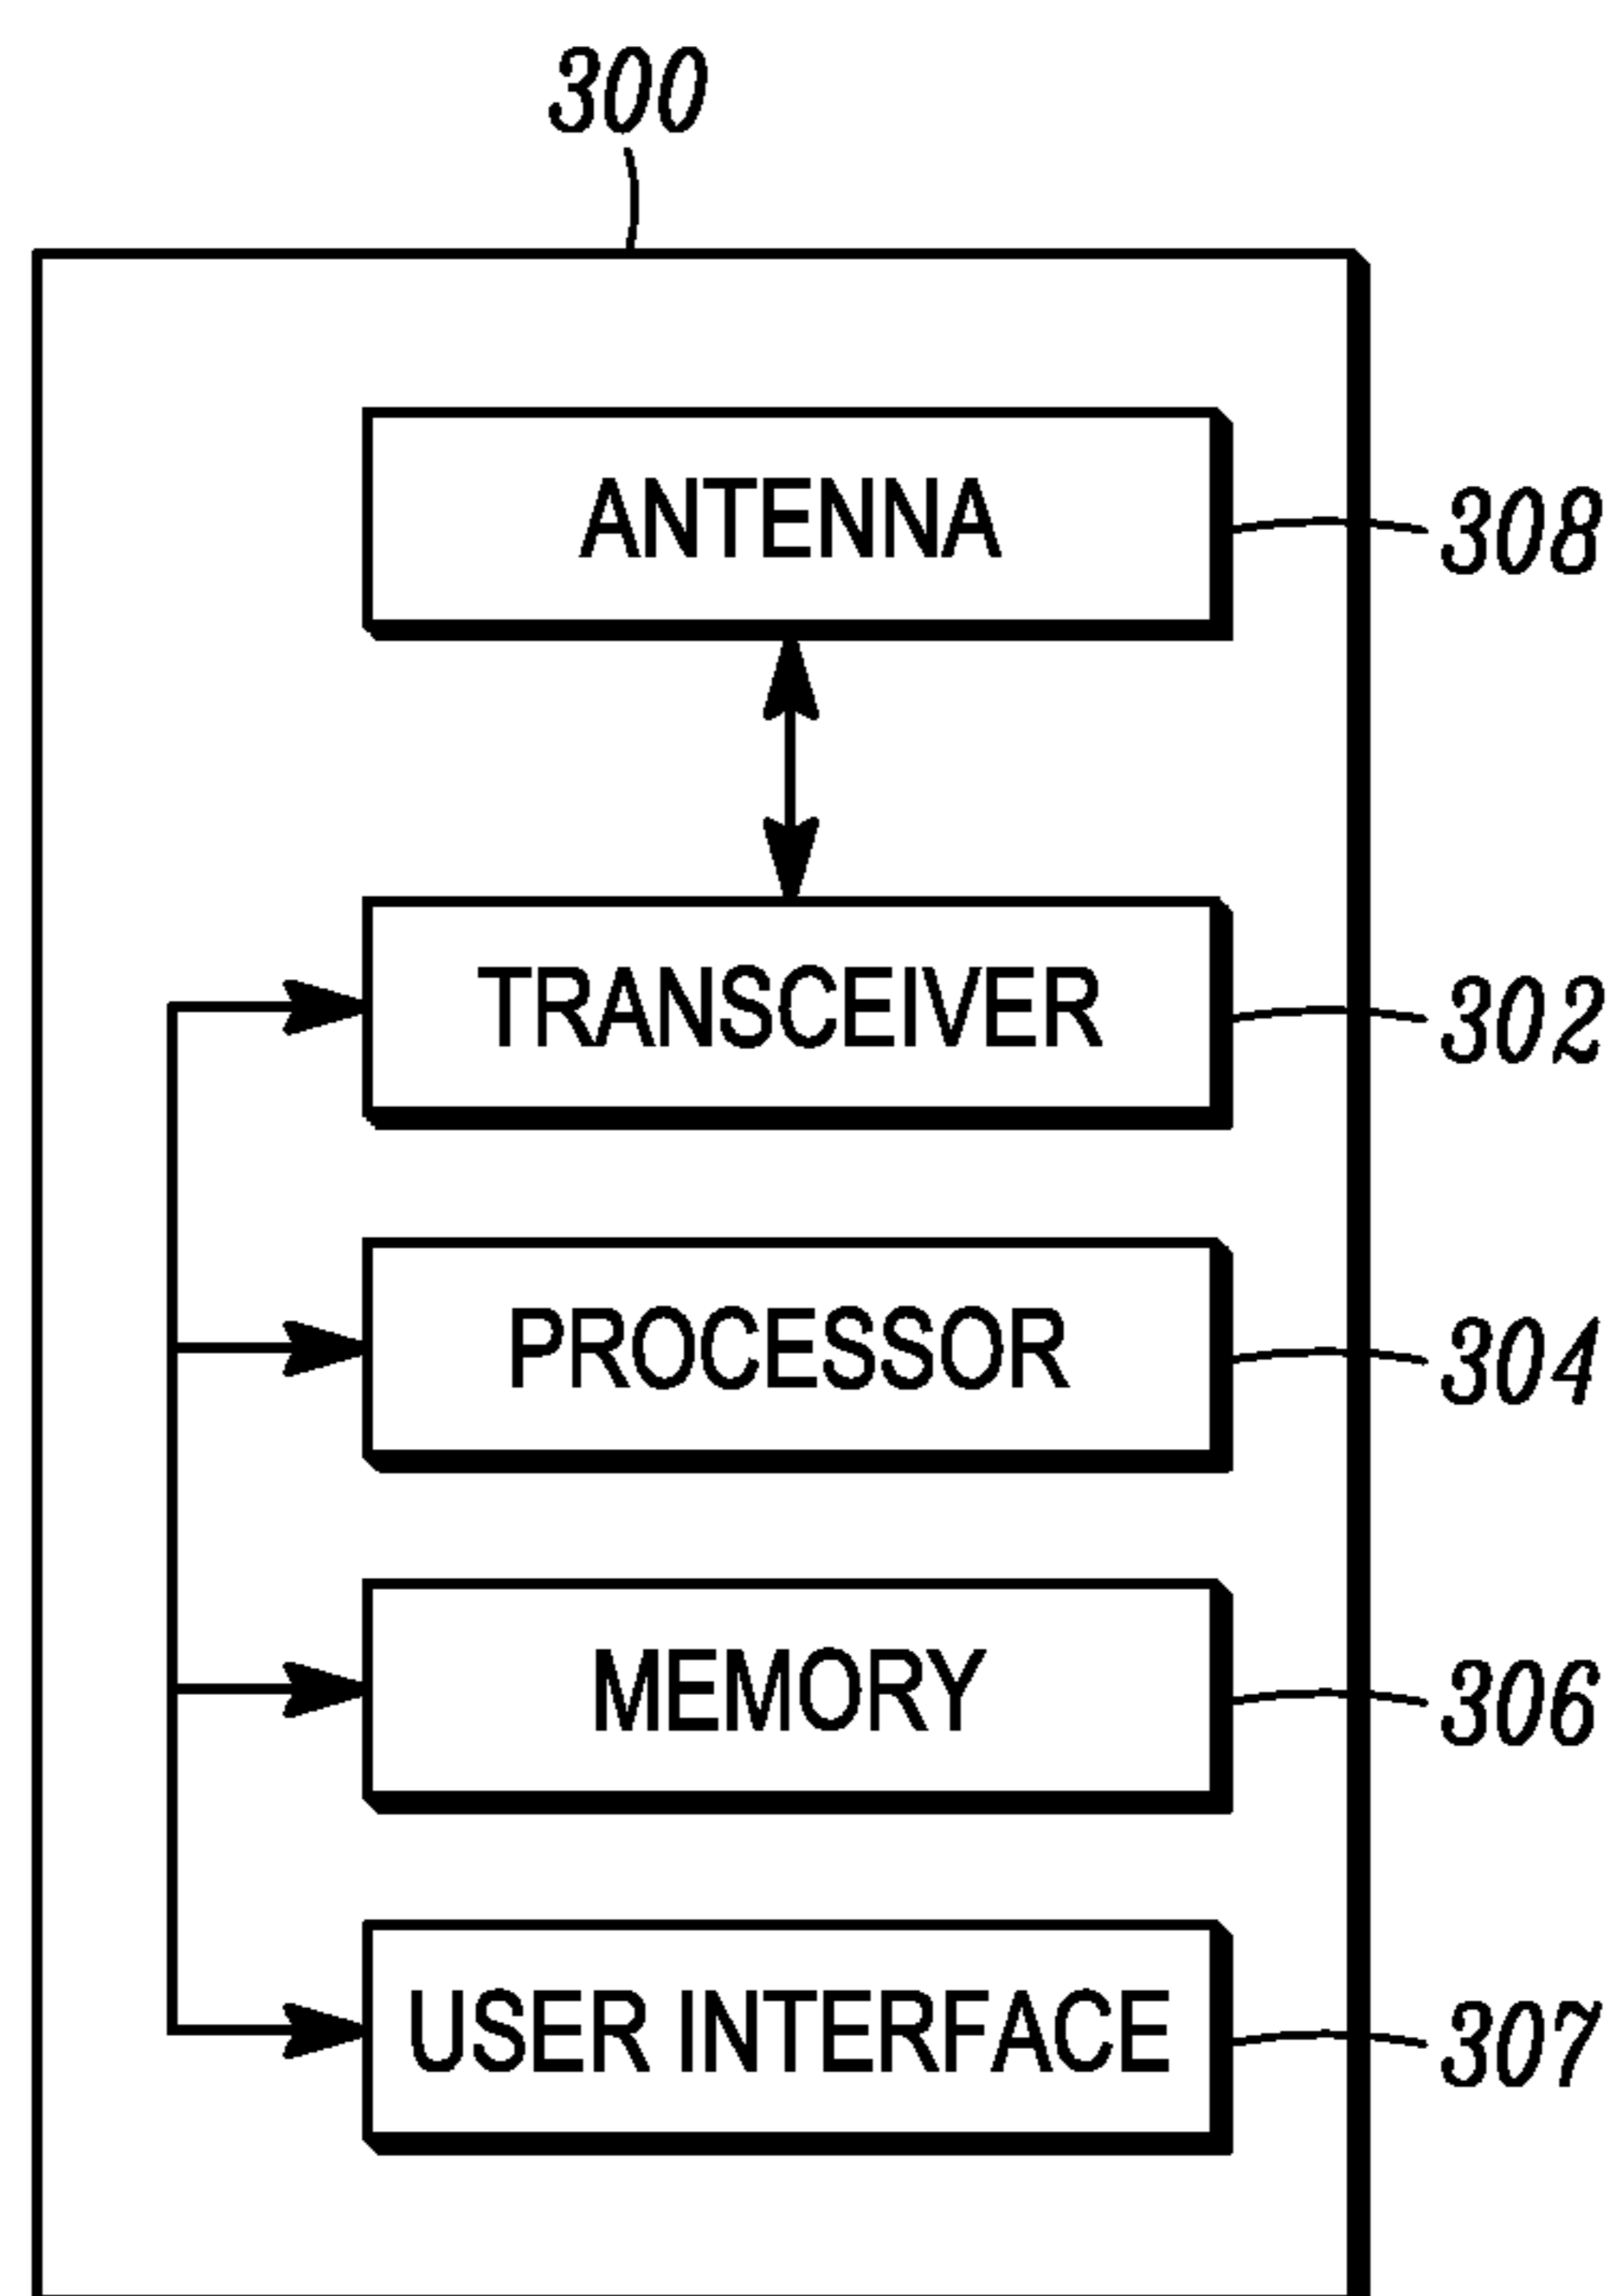 300
ANTENNA 308
TRANSCEIVER 302
PROCESSOR 304
MEMORY 306
USER INTERFACE 307